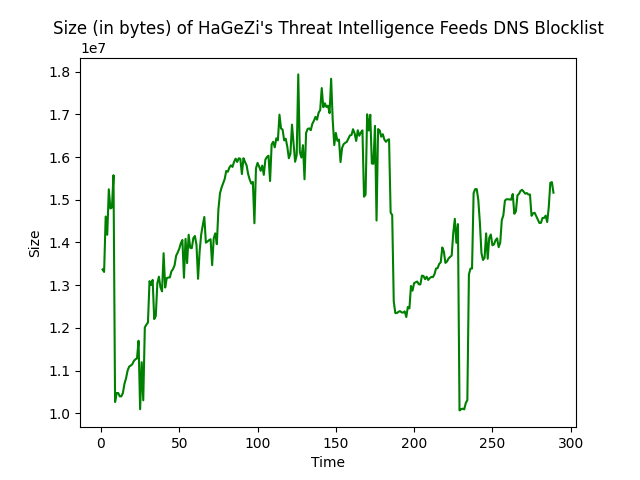 Size (in bytes) of HaGeZi's Threat Intelligence Feeds DNS Blocklist
1e7
1.8
1.7
1.6
1.5
1.4
1.3
1.2
1.1
1.0
Size
0 50 100 150 200 250 300
Time